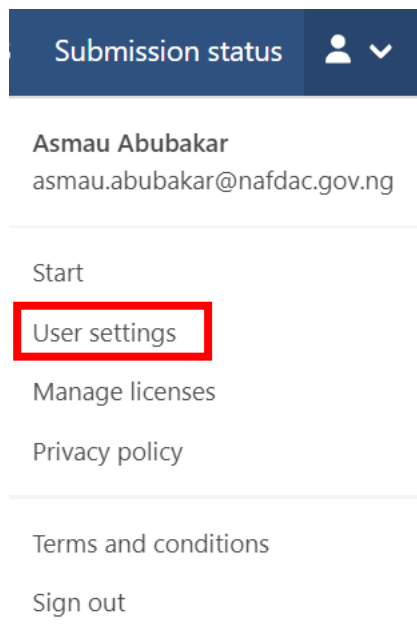 Submission status
Asmau Abubakar
asmau.abubakar@nafdac.gov.ng
Start
User settings
Manage licenses
Privacy policy
Terms and conditions
Sign out